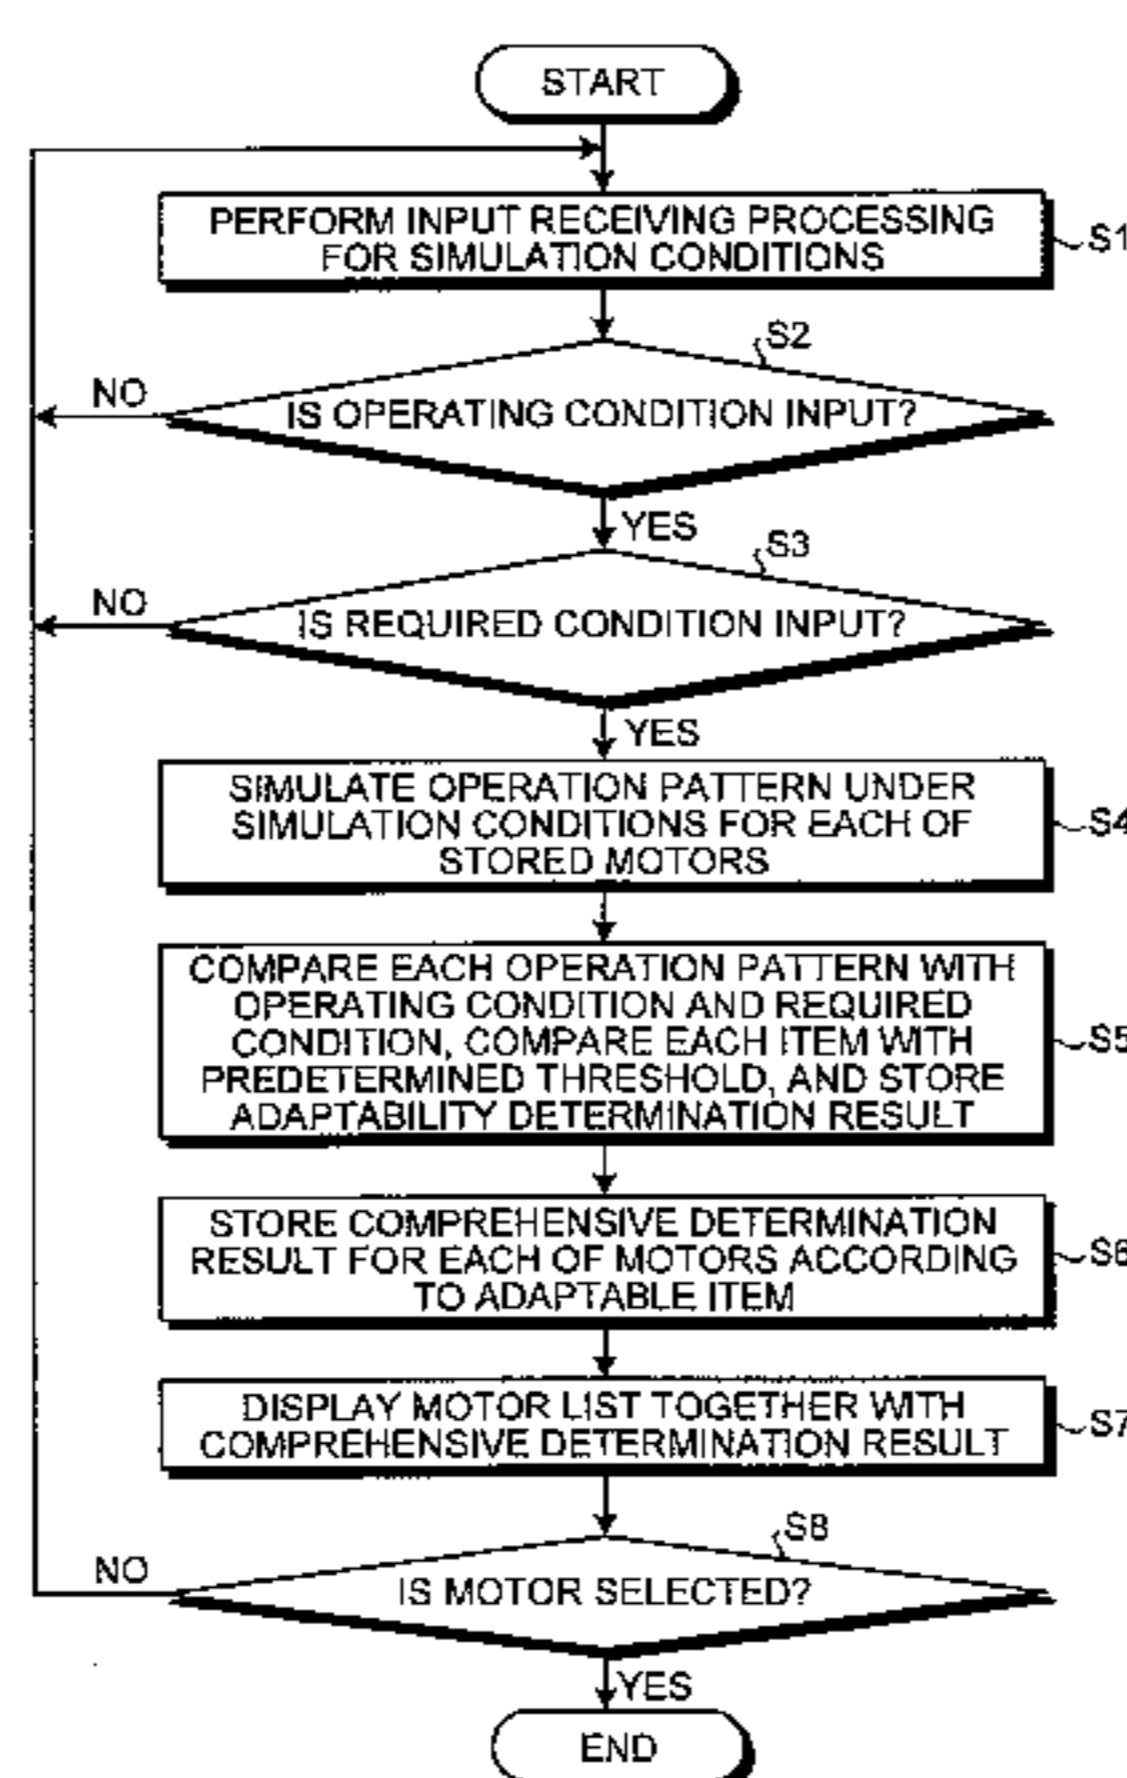 START
PERFORM INPUT RECEIVING PROCESSING
FOR SIMULATION CONDITIONS
S1
S2
NO
IS OPERATING CONDITION INPUT?
YES
S3
NO
IS REQUIRED CONDITION INPUT?
YES
SIMULATE OPERATION PATTERN UNDER
SIMULATION CONDITIONS FOR EACH OF
STORED MOTORS
S4
COMPARE EACH OPERATION PATTERN WITH
OPERATING CONDITION AND REQUIRED
CONDITION, COMPARE EACH ITEM WITH
PREDETERMINED THRESHOLD, AND STORE
ADAPTABILITY DETERMINATION RESULT
S5
STORE COMPREHENSIVE DETERMINATION
RESULT FOR EACH OF MOTORS ACCORDING
TO ADAPTABLE ITEM
S6
DISPLAY MOTOR LIST TOGETHER WITH
COMPREHENSIVE DETERMINATION RESULT
S7
S8
NO
IS MOTOR SELECTED?
YES
END